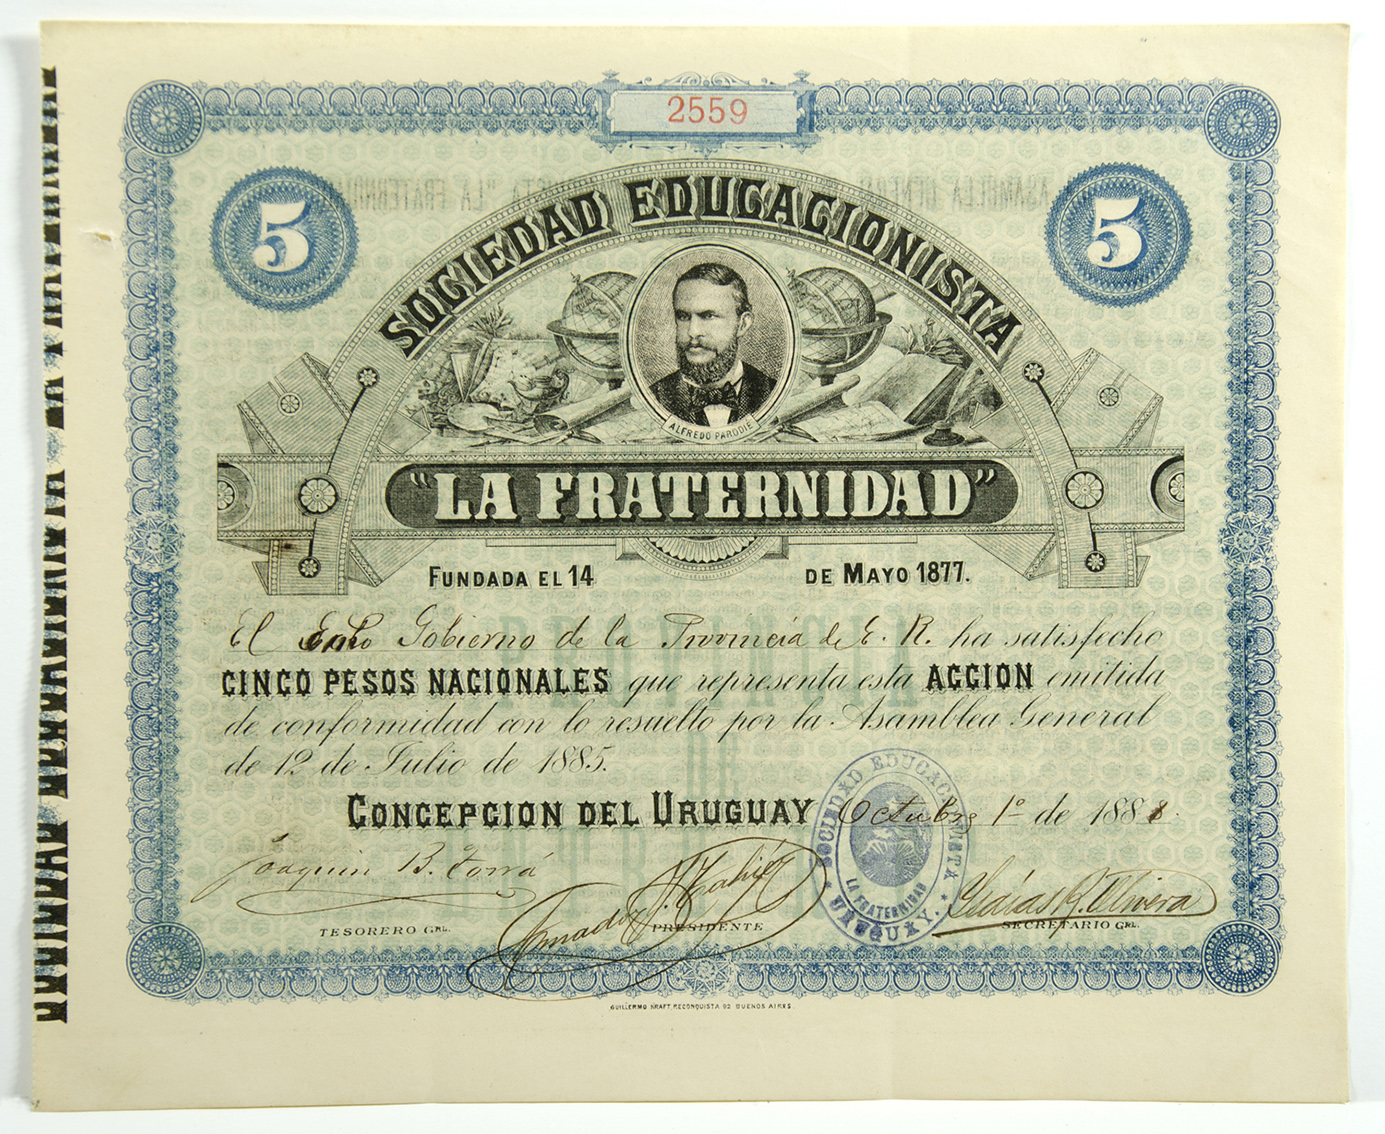 2559
5 5
SOCIEDAD EDUCACIONISTA
ALFREDO PARODIÉ
"LA FRATERNIDAD"
FUNDADA EL 14 DE MAYO 1877.
El Exmo Gobierno de la Provincia de E. R. ha satisfecho
CINCO PESOS NACIONALES que representa esta ACCION emitida
de conformidad con lo resuelto por la Asamblea General
de 12 de Julio de 1885.
CONCEPCION DEL URUGUAY Octubre 1º de 1888.
SOCIEDAD EDUCACIONISTA
LA FRATERNIDAD
* URUGUAY. *
Joaquin B.
TESORERO GRL.
PRESIDENTE
SECRETARIO GRL.
GUILLERMO KRAFT, RECONQUISTA 92 BUENOS AIRES.